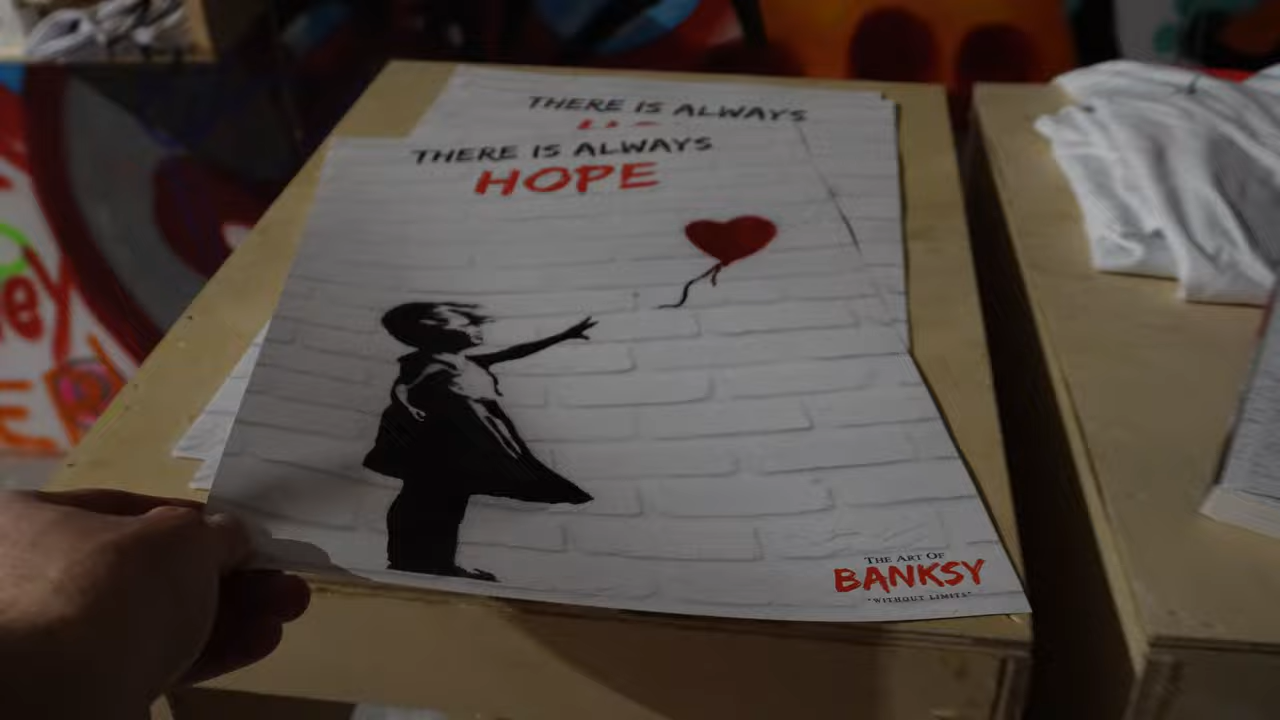 THERE IS ALWAYS
THERE IS ALWAYS
HOPE
THE ART OF
BANKSY
"WITHOUT LIMITS"